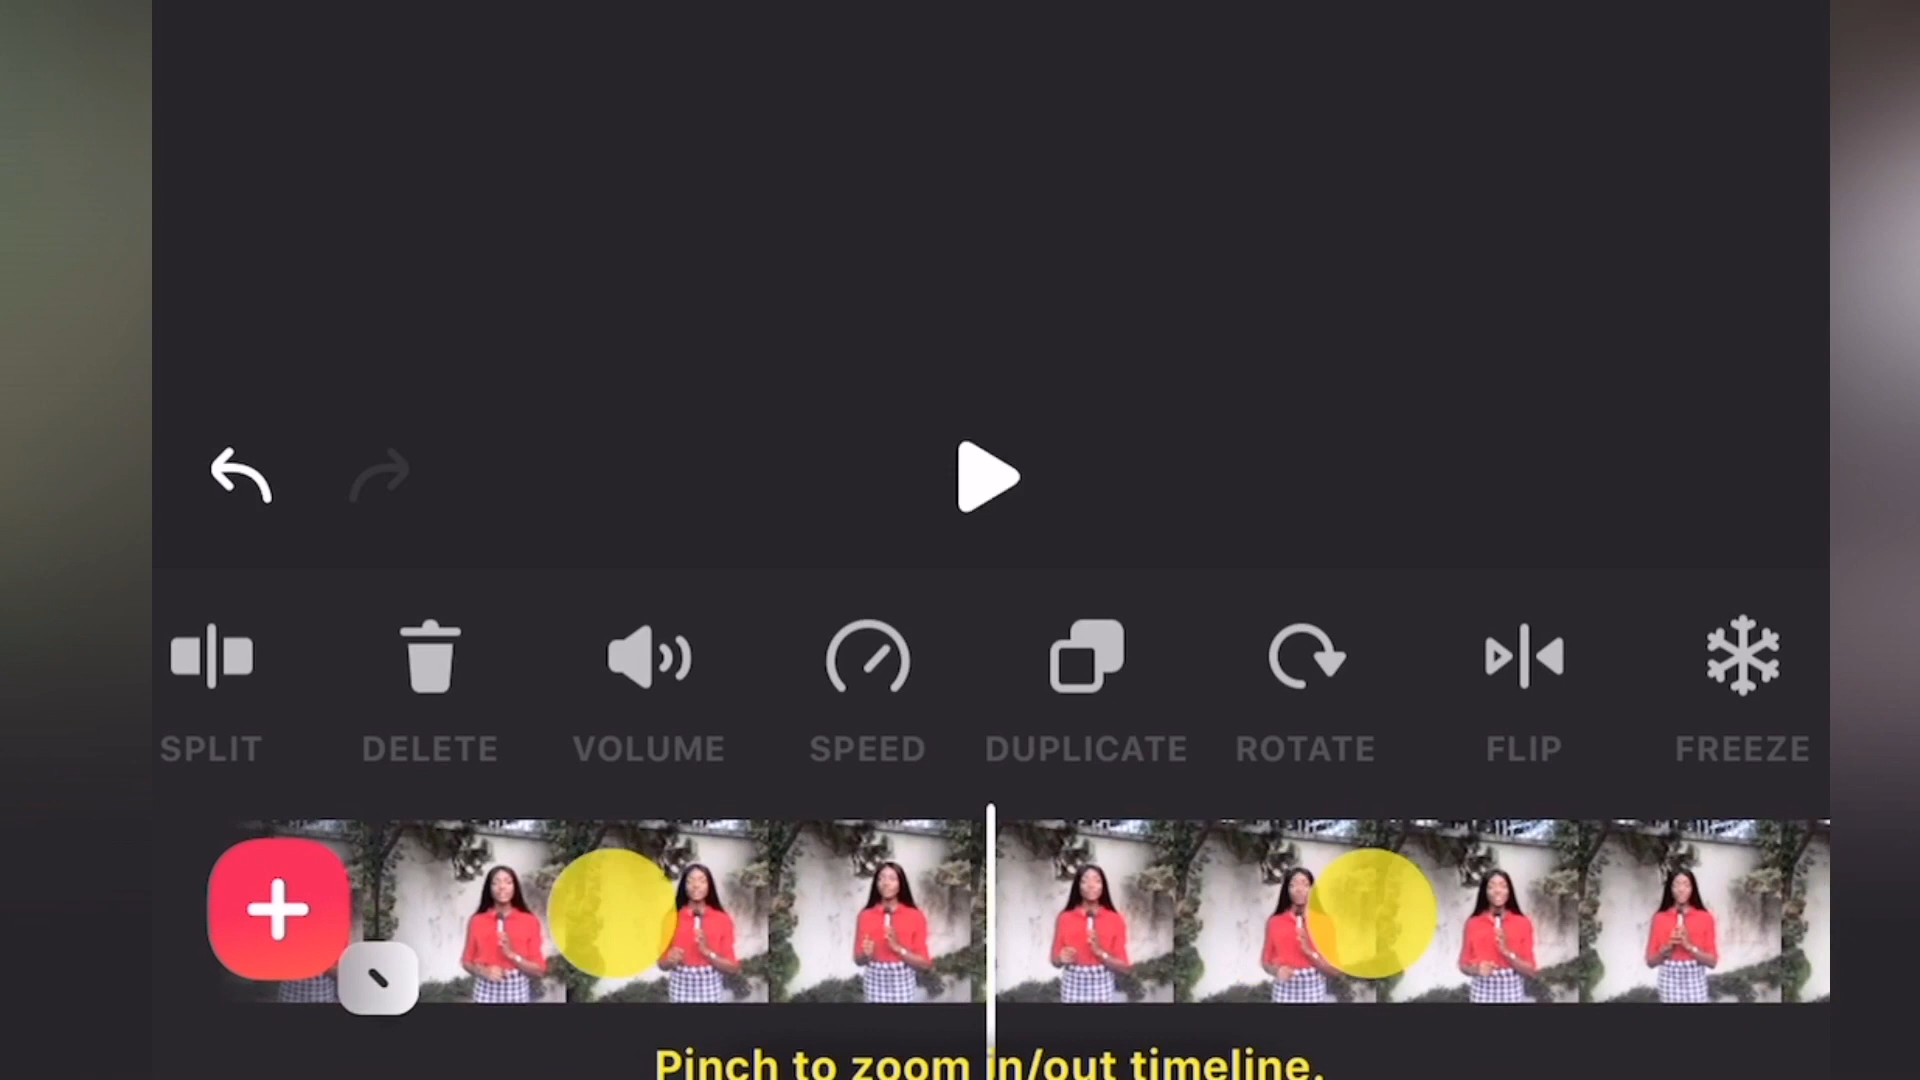 SPLIT DELETE VOLUME SPEED DUPLICATE ROTATE FLIP FREEZE
Pinch to zoom in/out timeline.